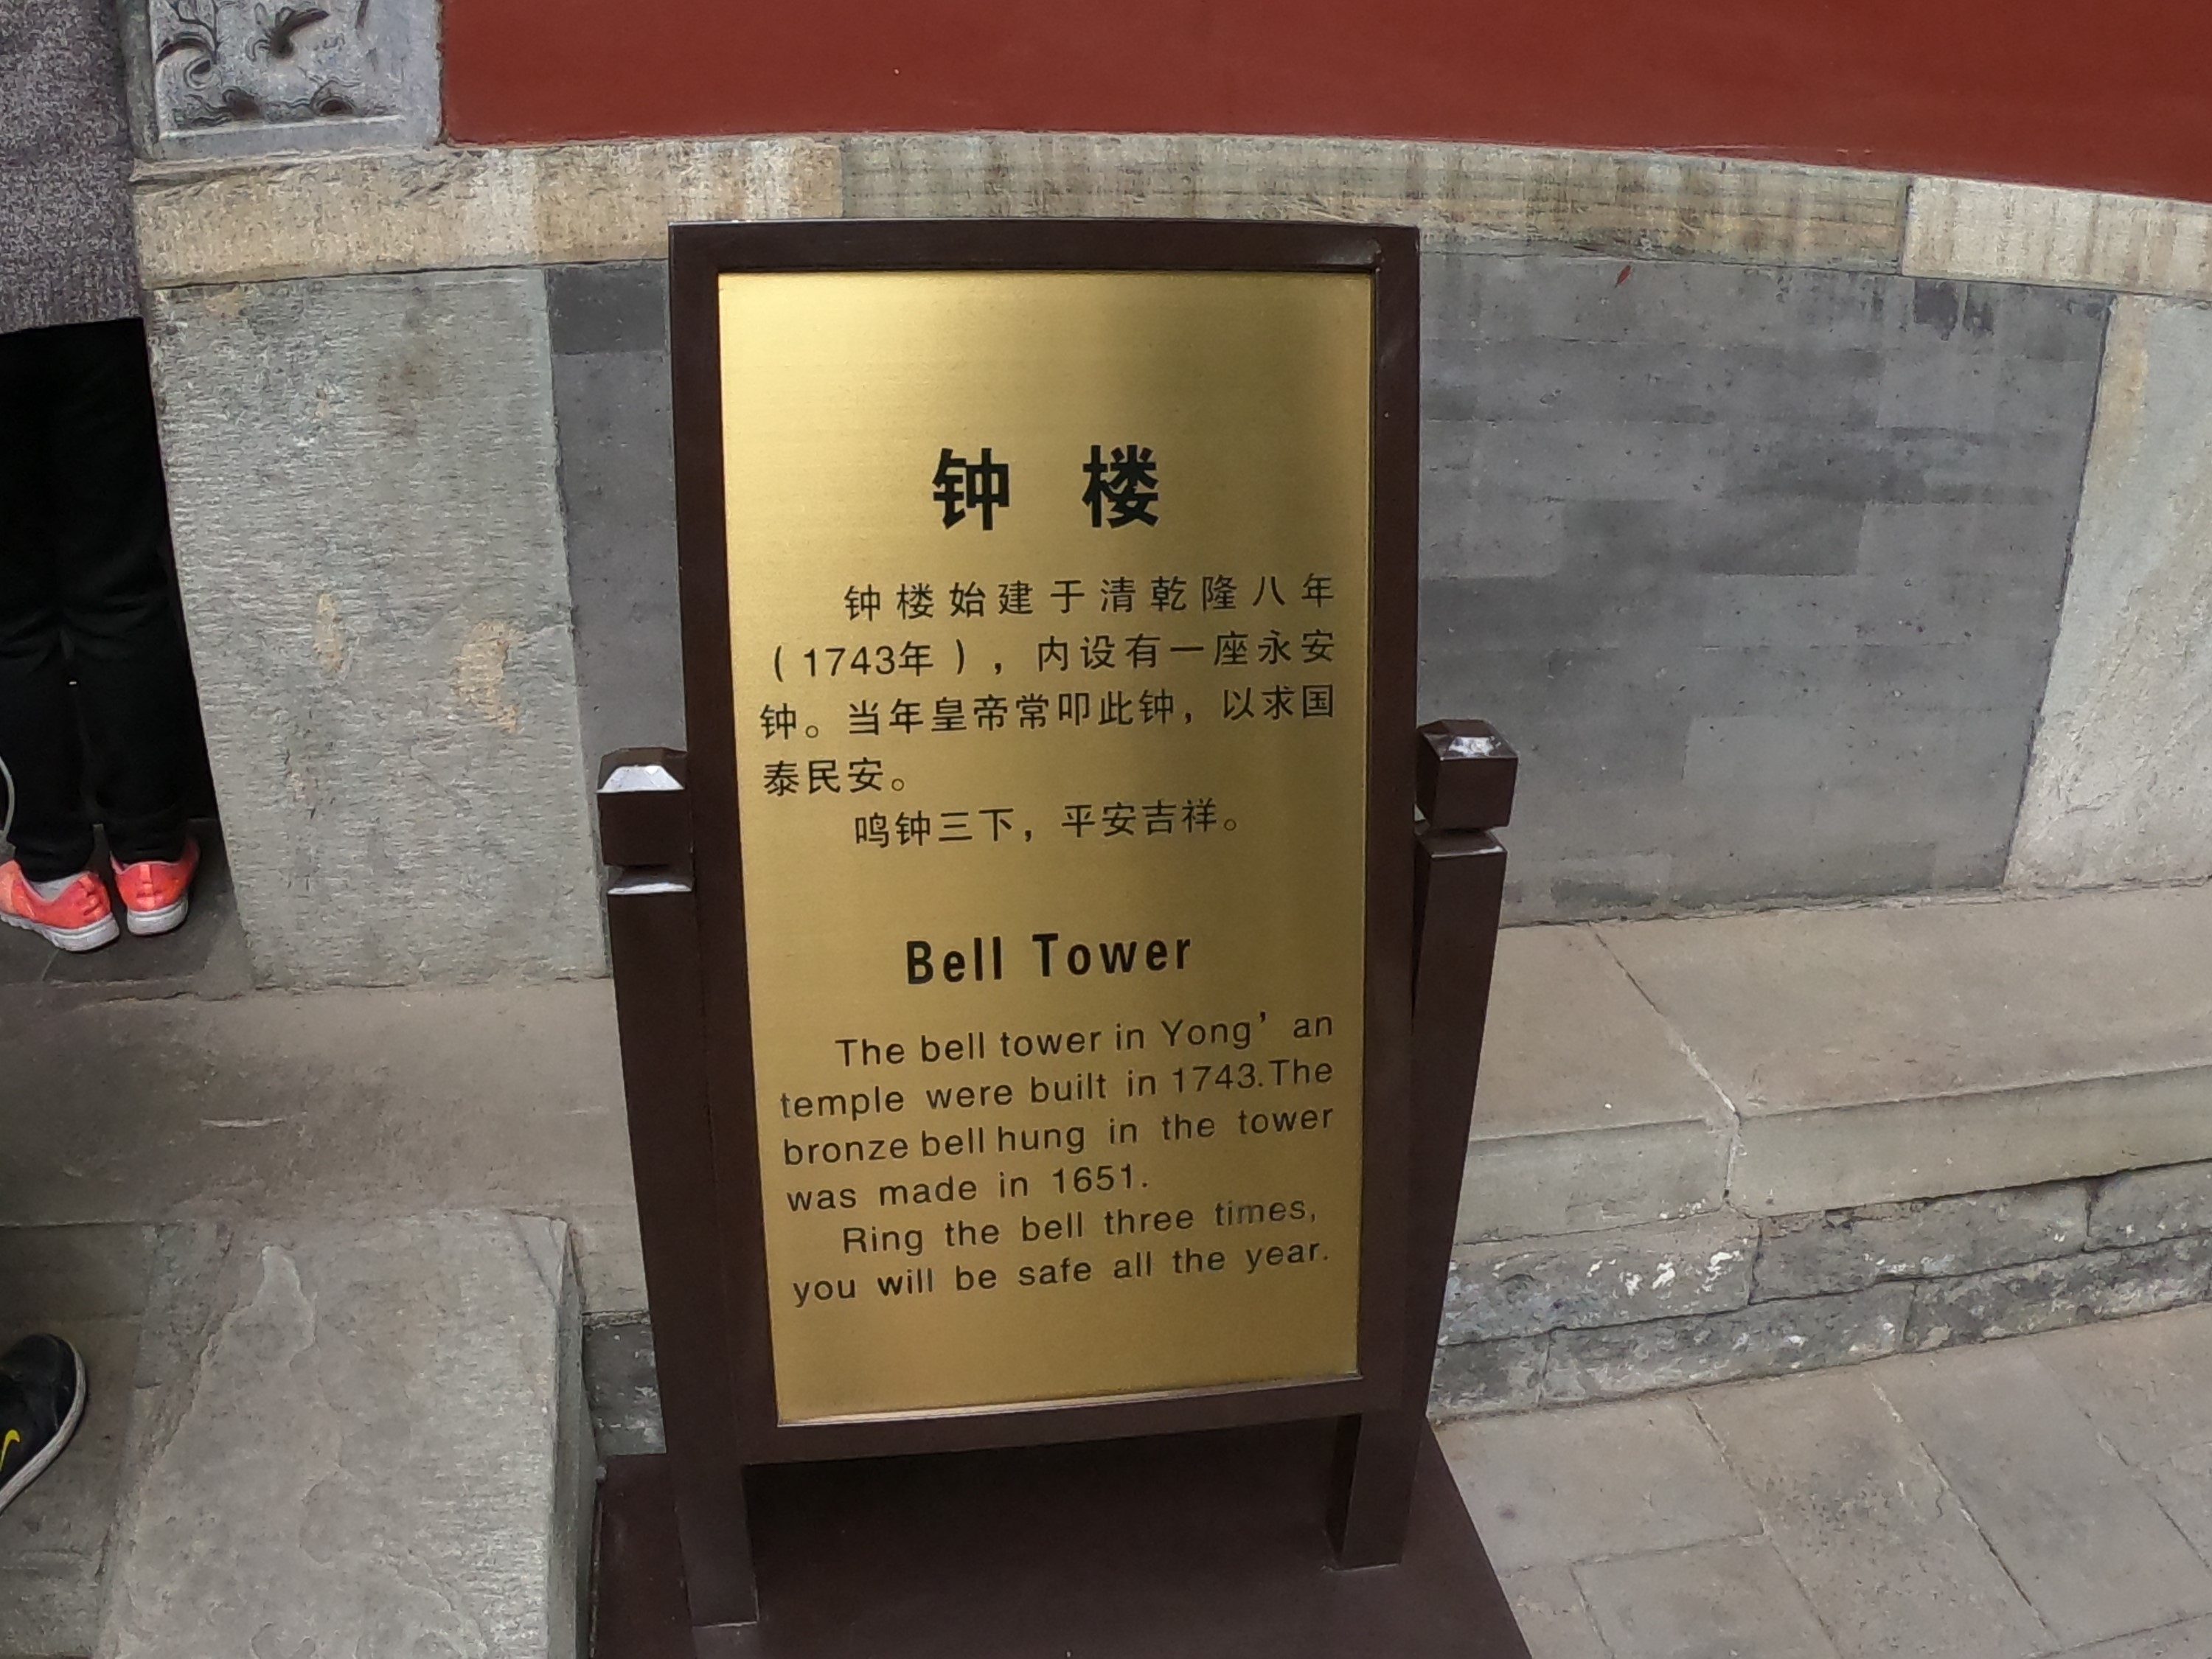 钟 楼
钟楼始建于清乾隆八年
（1743年），内设有一座永安
钟。当年皇帝常叩此钟，以求国
泰民安。
鸣钟三下，平安吉祥。
Bell Tower
The bell tower in Yong’ an
temple were built in 1743.The
bronze bell hung in the tower
was made in 1651.
Ring the bell three times,
you will be safe all the year.